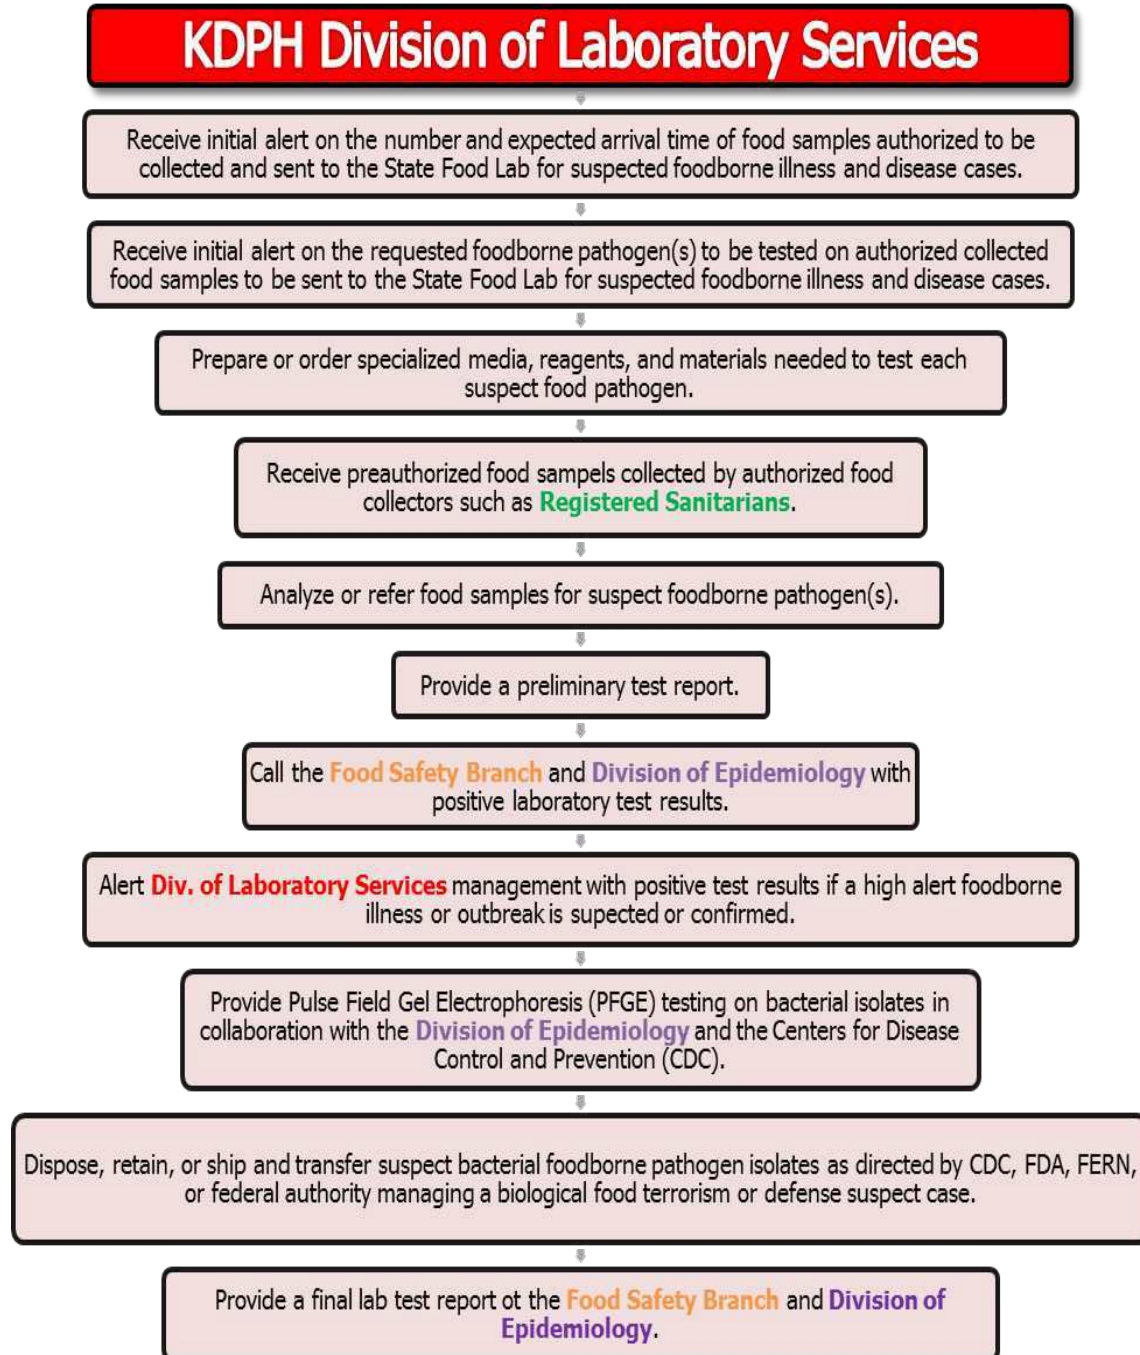 KDPH Division of Laboratory Services
Receive initial alert on the number and expected arrival time of food samples authorized to be
collected and sent to the State Food Lab for suspected foodborne illness and disease cases.
Receive initial alert on the requested foodborne pathogen(s) to be tested on authorized collected
food samples to be sent to the State Food Lab for suspected foodborne illness and disease cases.
Prepare or order specialized media, reagents, and materials needed to test each
suspect food pathogen.
Receive preauthorized food sampels collected by authorized food
collectors such as Registered Sanitarians.
Analyze or refer food samples for suspect foodborne pathogen(s).
Provide a preliminary test report.
Call the Food Safety Branch and Division of Epidemiology with
positive laboratory test results.
Alert Div. of Laboratory Services management with positive test results if a high alert foodborne
illness or outbreak is supected or confirmed.
Provide Pulse Field Gel Electrophoresis (PFGE) testing on bacterial isolates in
collaboration with the Division of Epidemiology and the Centers for Disease
Control and Prevention (CDC).
Dispose, retain, or ship and transfer suspect bacterial foodborne pathogen isolates as directed by CDC, FDA, FERN,
or federal authority managing a biological food terrorism or defense suspect case.
Provide a final lab test report ot the Food Safety Branch and Division of
Epidemiology.